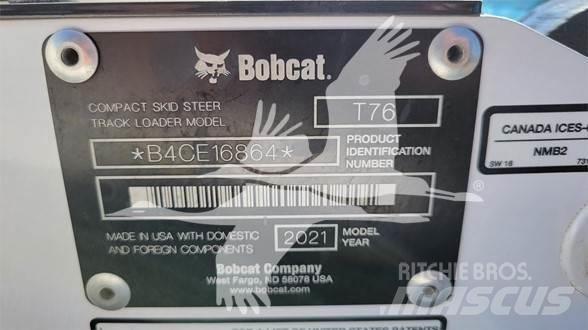 Bobcat.
COMPACT SKID STEER
TRACK LOADER MODEL
T76
*B4CE16864*
PRODUCT
IDENTIFICATION
NUMBER
MADE IN USA WITH DOMESTIC
AND FOREIGN COMPONENTS
2021
MODEL
YEAR
Bobcat Company
West Fargo, ND 58078 USA
www.bobcat.com
CANADA ICES-
NMB2
SW 16
RITCHIE BROS.
MASCUS